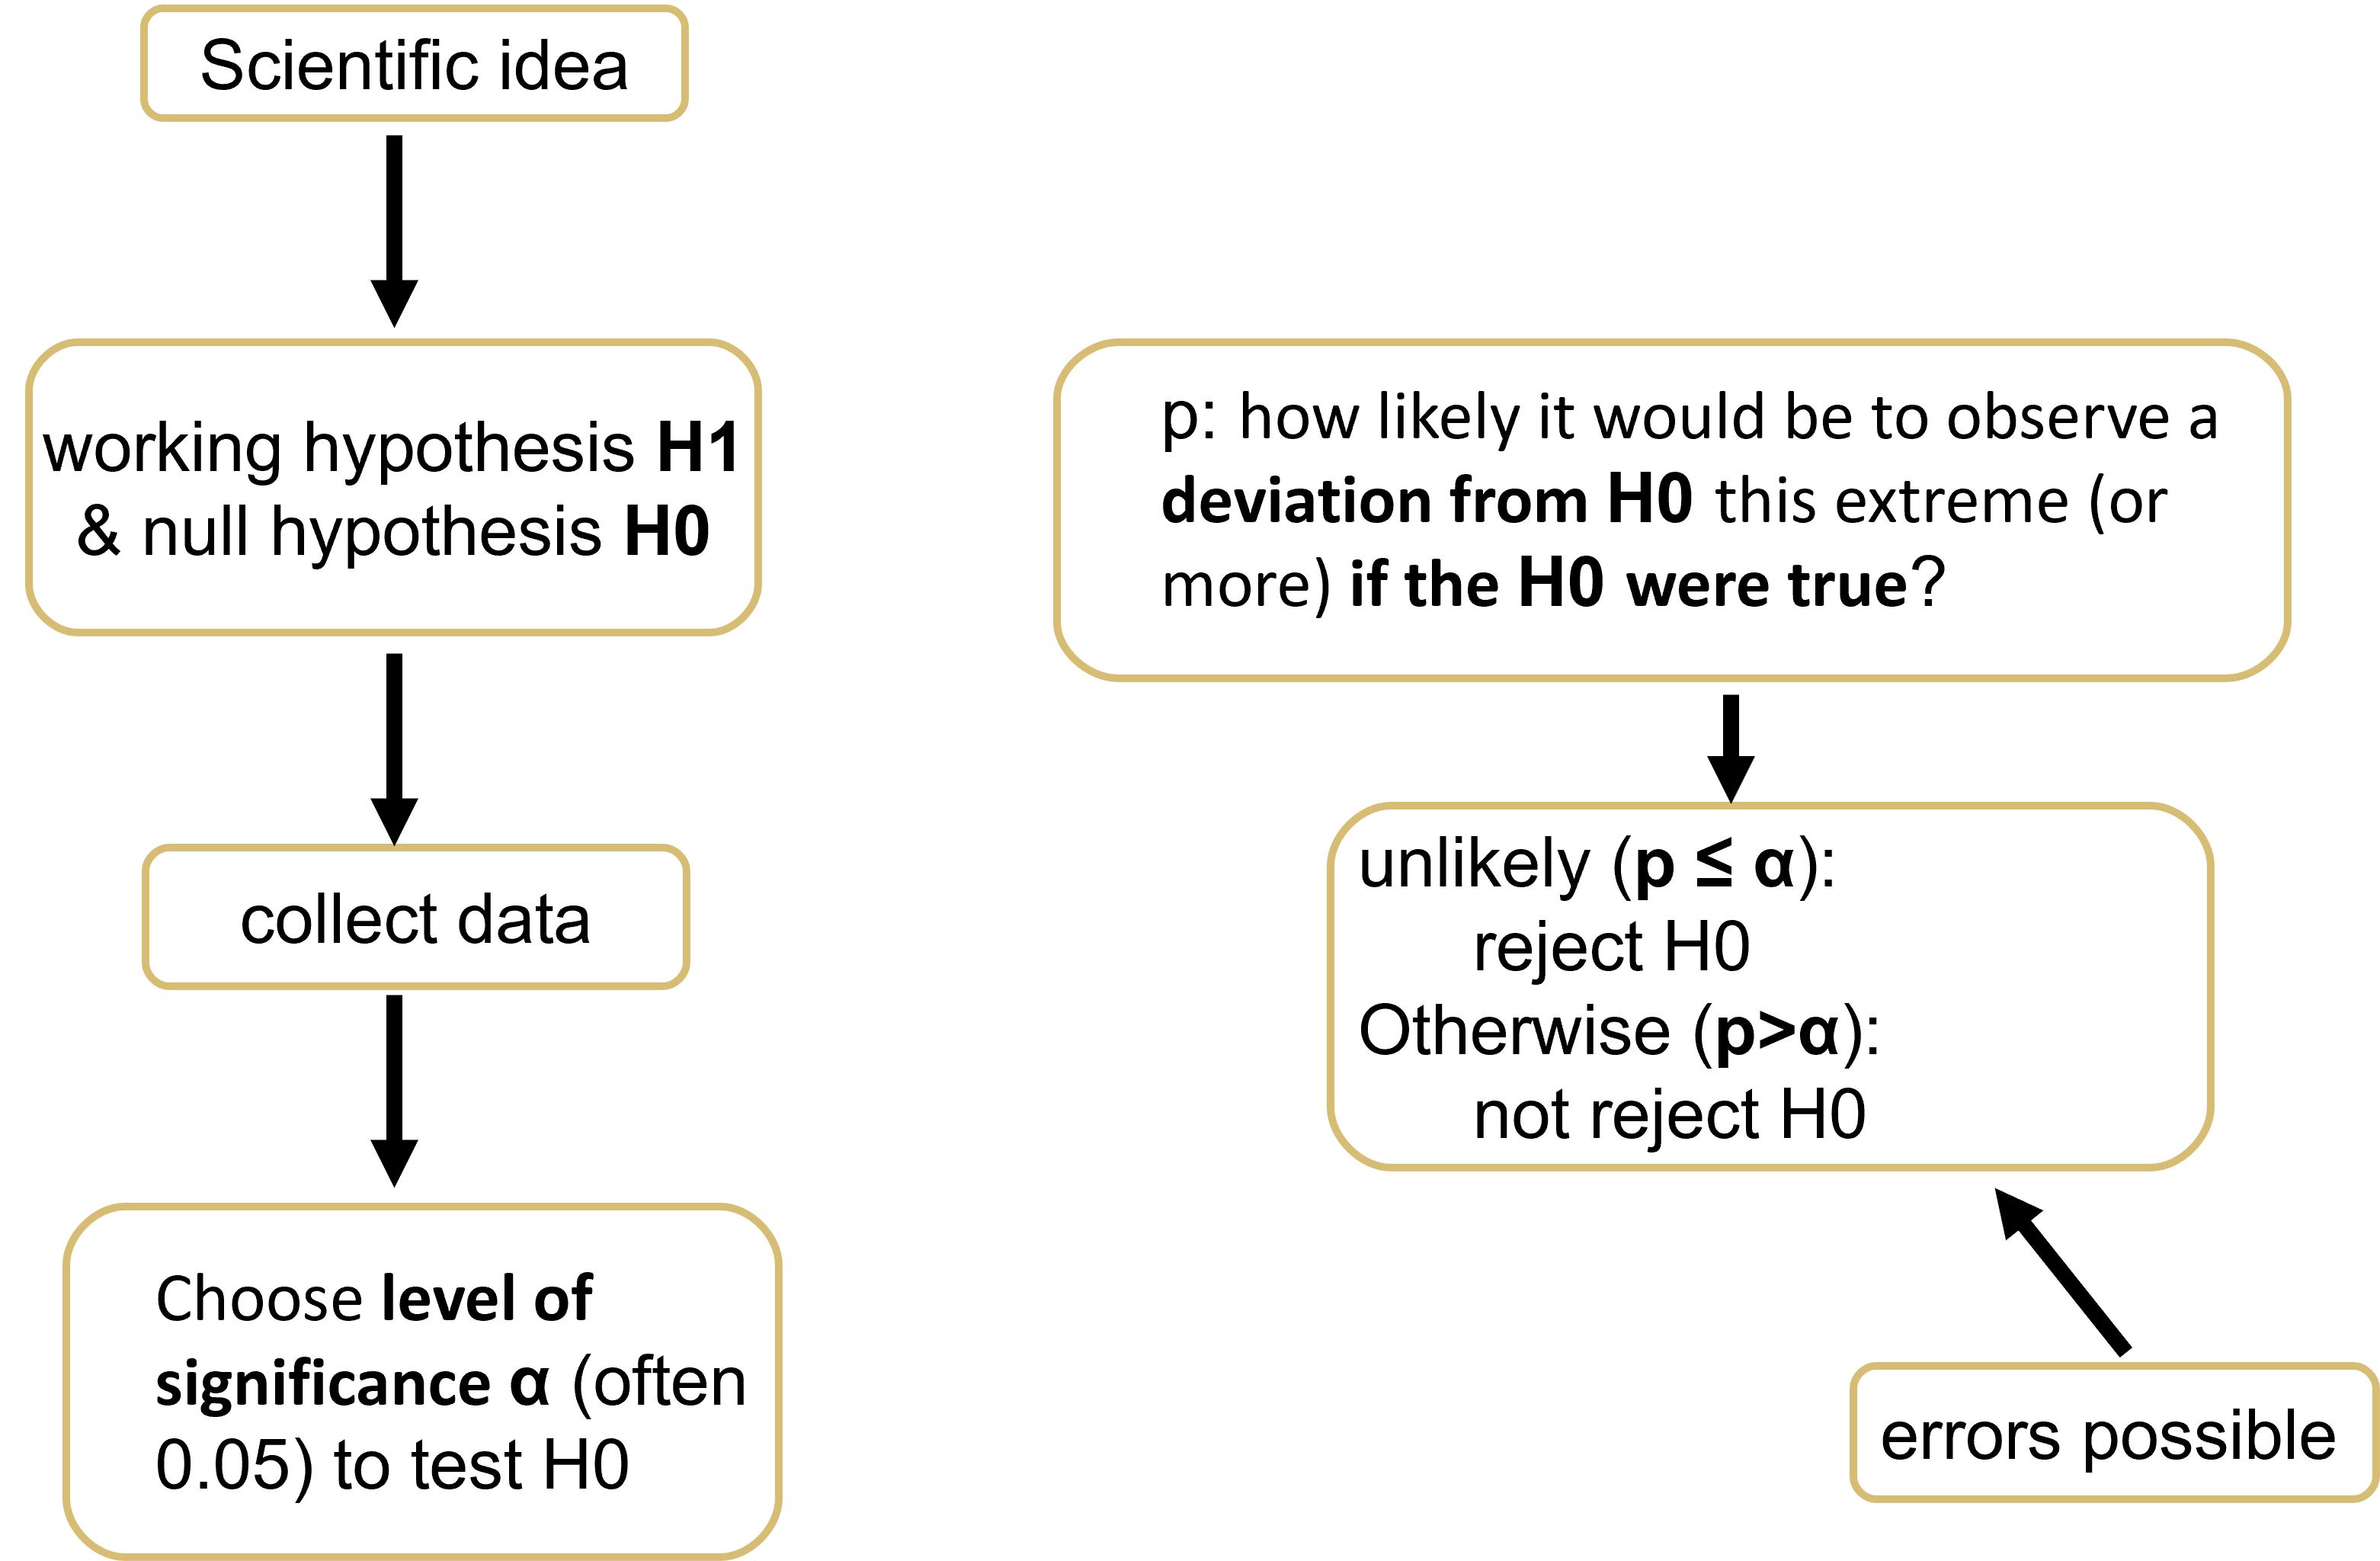 Scientific idea
working hypothesis H1
& null hypothesis H0
collect data
Choose level of
significance α (often
0.05) to test H0
p: how likely it would be to observe a
deviation from H0 this extreme (or
more) if the H0 were true?
unlikely (p ≤ α):
reject H0
Otherwise (p>α):
not reject H0
errors possible